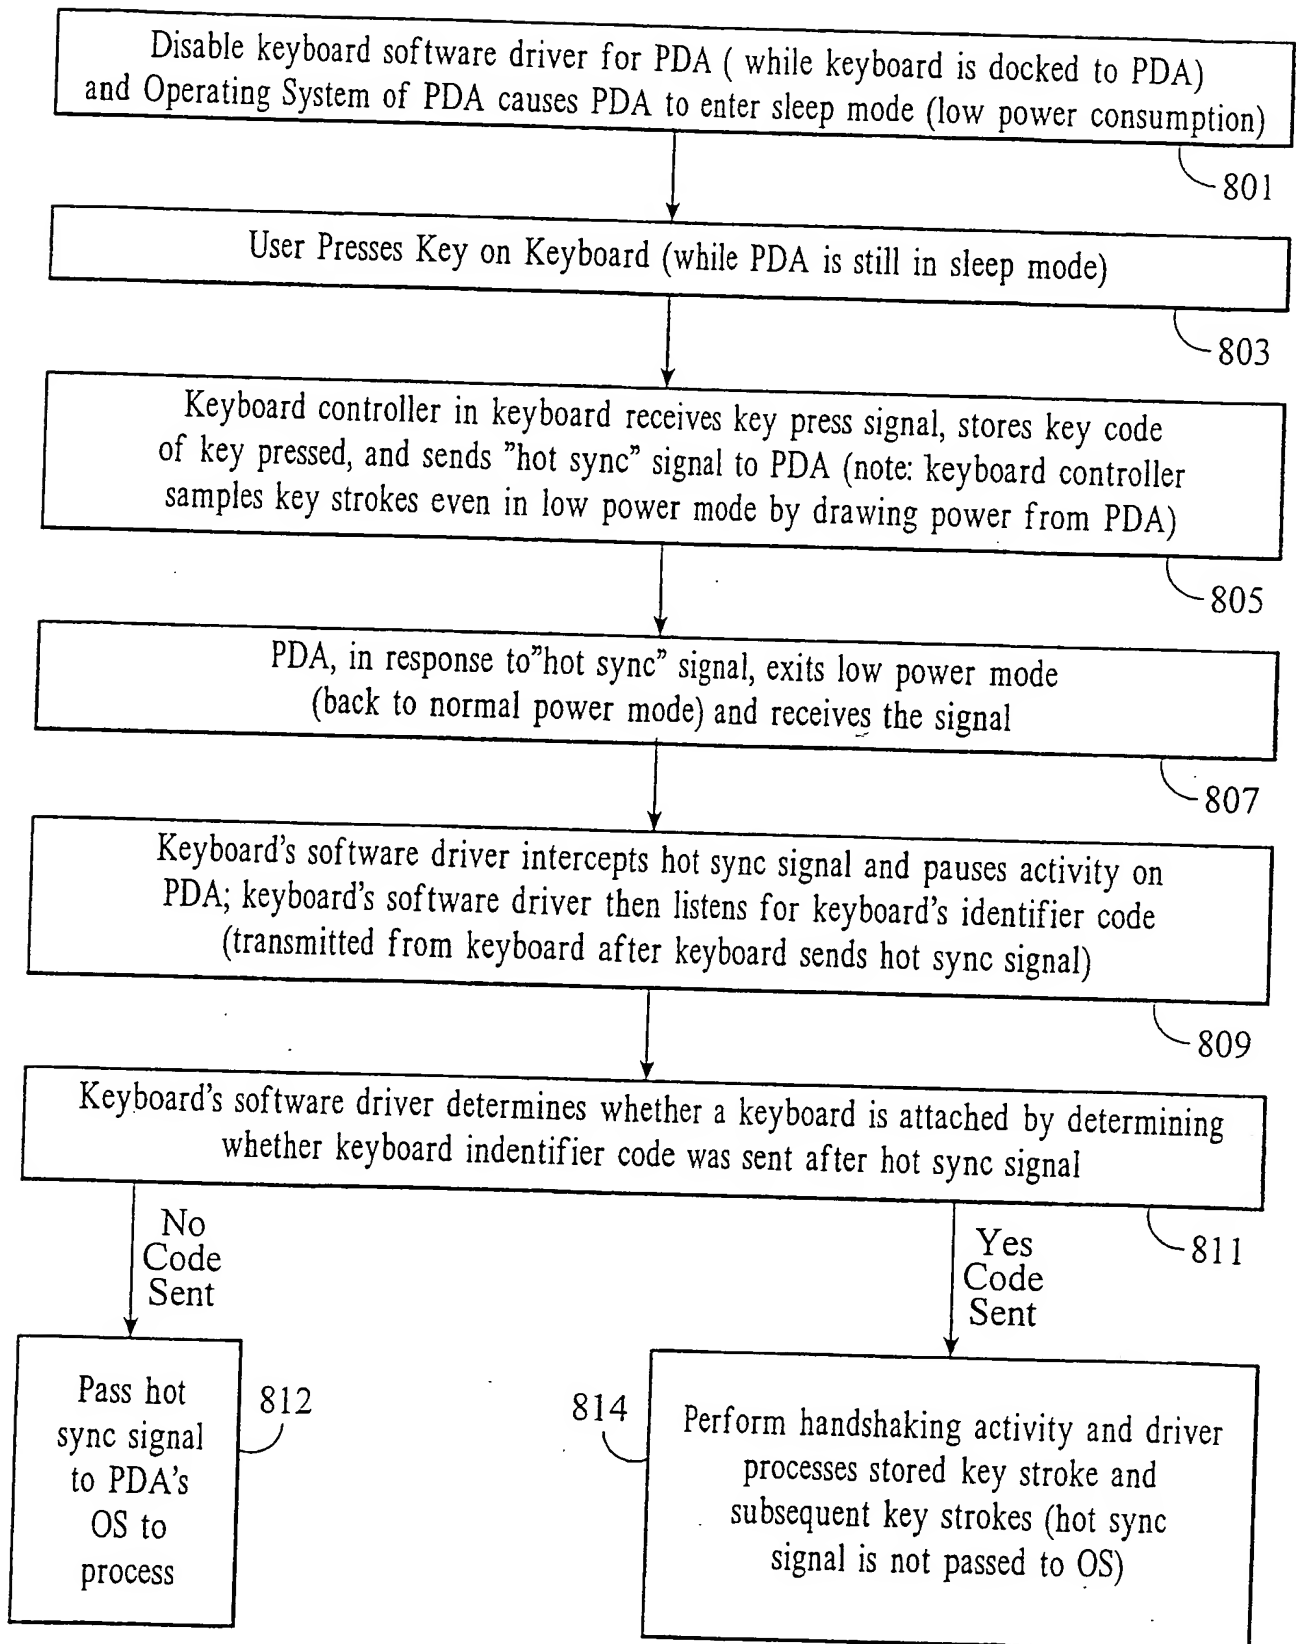 Disable keyboard software driver for PDA ( while keyboard is docked to PDA)
and Operating System of PDA causes PDA to enter sleep mode (low power consumption)
801
User Presses Key on Keyboard (while PDA is still in sleep mode)
803
Keyboard controller in keyboard receives key press signal, stores key code
of key pressed, and sends "hot sync" signal to PDA (note: keyboard controller
samples key strokes even in low power mode by drawing power from PDA)
805
PDA, in response to"hot sync" signal, exits low power mode
(back to normal power mode) and receives the signal
807
Keyboard's software driver intercepts hot sync signal and pauses activity on
PDA; keyboard's software driver then listens for keyboard's identifier code
(transmitted from keyboard after keyboard sends hot sync signal)
809
Keyboard's software driver determines whether a keyboard is attached by determining
whether keyboard indentifier code was sent after hot sync signal
811
No
Code
Sent
Yes
Code
Sent
Pass hot
sync signal
to PDA's
OS to
process
812
814
Perform handshaking activity and driver
processes stored key stroke and
subsequent key strokes (hot sync
signal is not passed to OS)